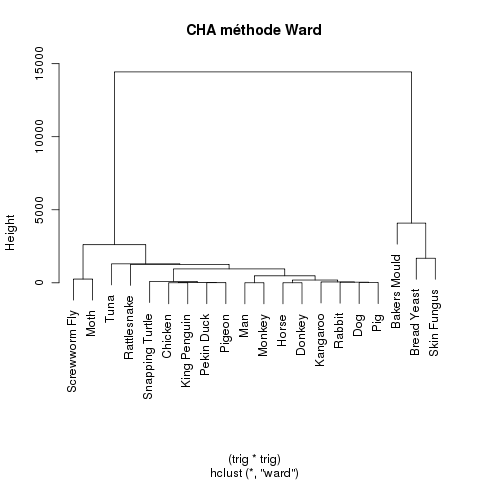 CHA méthode Ward
Height
15000
10000
5000
0
Screwworm Fly
Moth
Tuna
Rattlesnake
Snapping Turtle
Chicken
King Penguin
Pekin Duck
Pigeon
Man
Monkey
Horse
Donkey
Kangaroo
Rabbit
Dog
Pig
Bakers Mould
Bread Yeast
Skin Fungus
(trig * trig)
hclust (*, "ward")